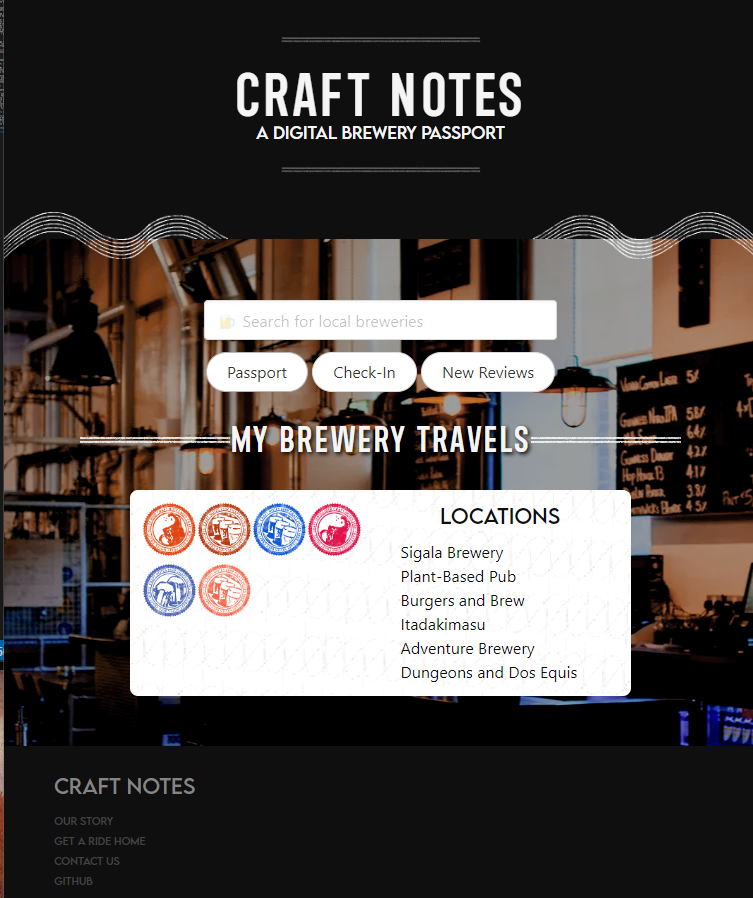 CRAFT NOTES
A DIGITAL BREWERY PASSPORT
Search for local breweries
Passport Check-In New Reviews
MY BREWERY TRAVELS
LOCATIONS
Sigala Brewery
Plant-Based Pub
Burgers and Brew
Itadakimasu
Adventure Brewery
Dungeons and Dos Equis
CRAFT NOTES
OUR STORY
GET A RIDE HOME
CONTACT US
GITHUB